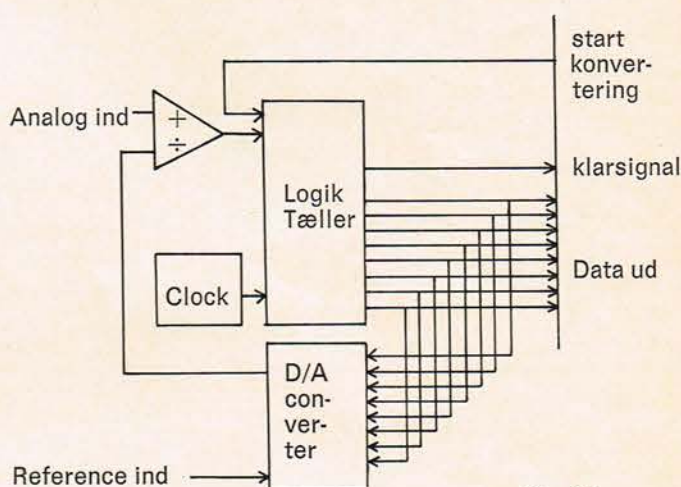 start
konver-
tering
Analog ind
+
÷
klarsignal
Logik
Tæller
Data ud
Clock
D/A
con-
ver-
ter
Reference ind